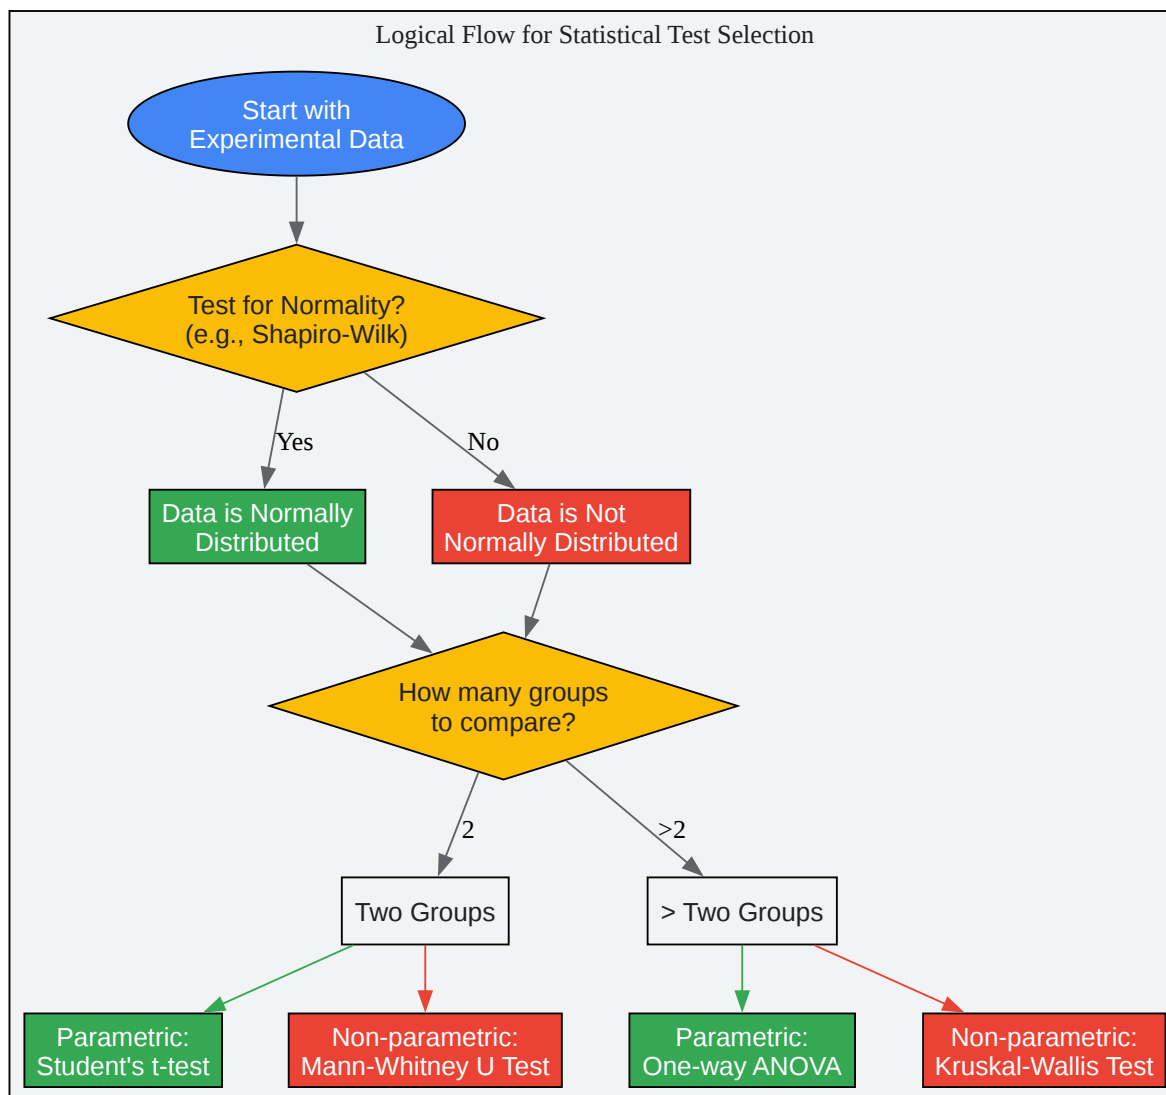 Logical Flow for Statistical Test Selection
Start with
Experimental Data
Test for Normality?
(e.g., Shapiro-Wilk)
Yes
No
Data is Normally
Distributed
Data is Not
Normally Distributed
How many groups
to compare?
2
>2
Two Groups
> Two Groups
Parametric:
Student's t-test
Non-parametric:
Mann-Whitney U Test
Parametric:
One-way ANOVA
Non-parametric:
Kruskal-Wallis Test